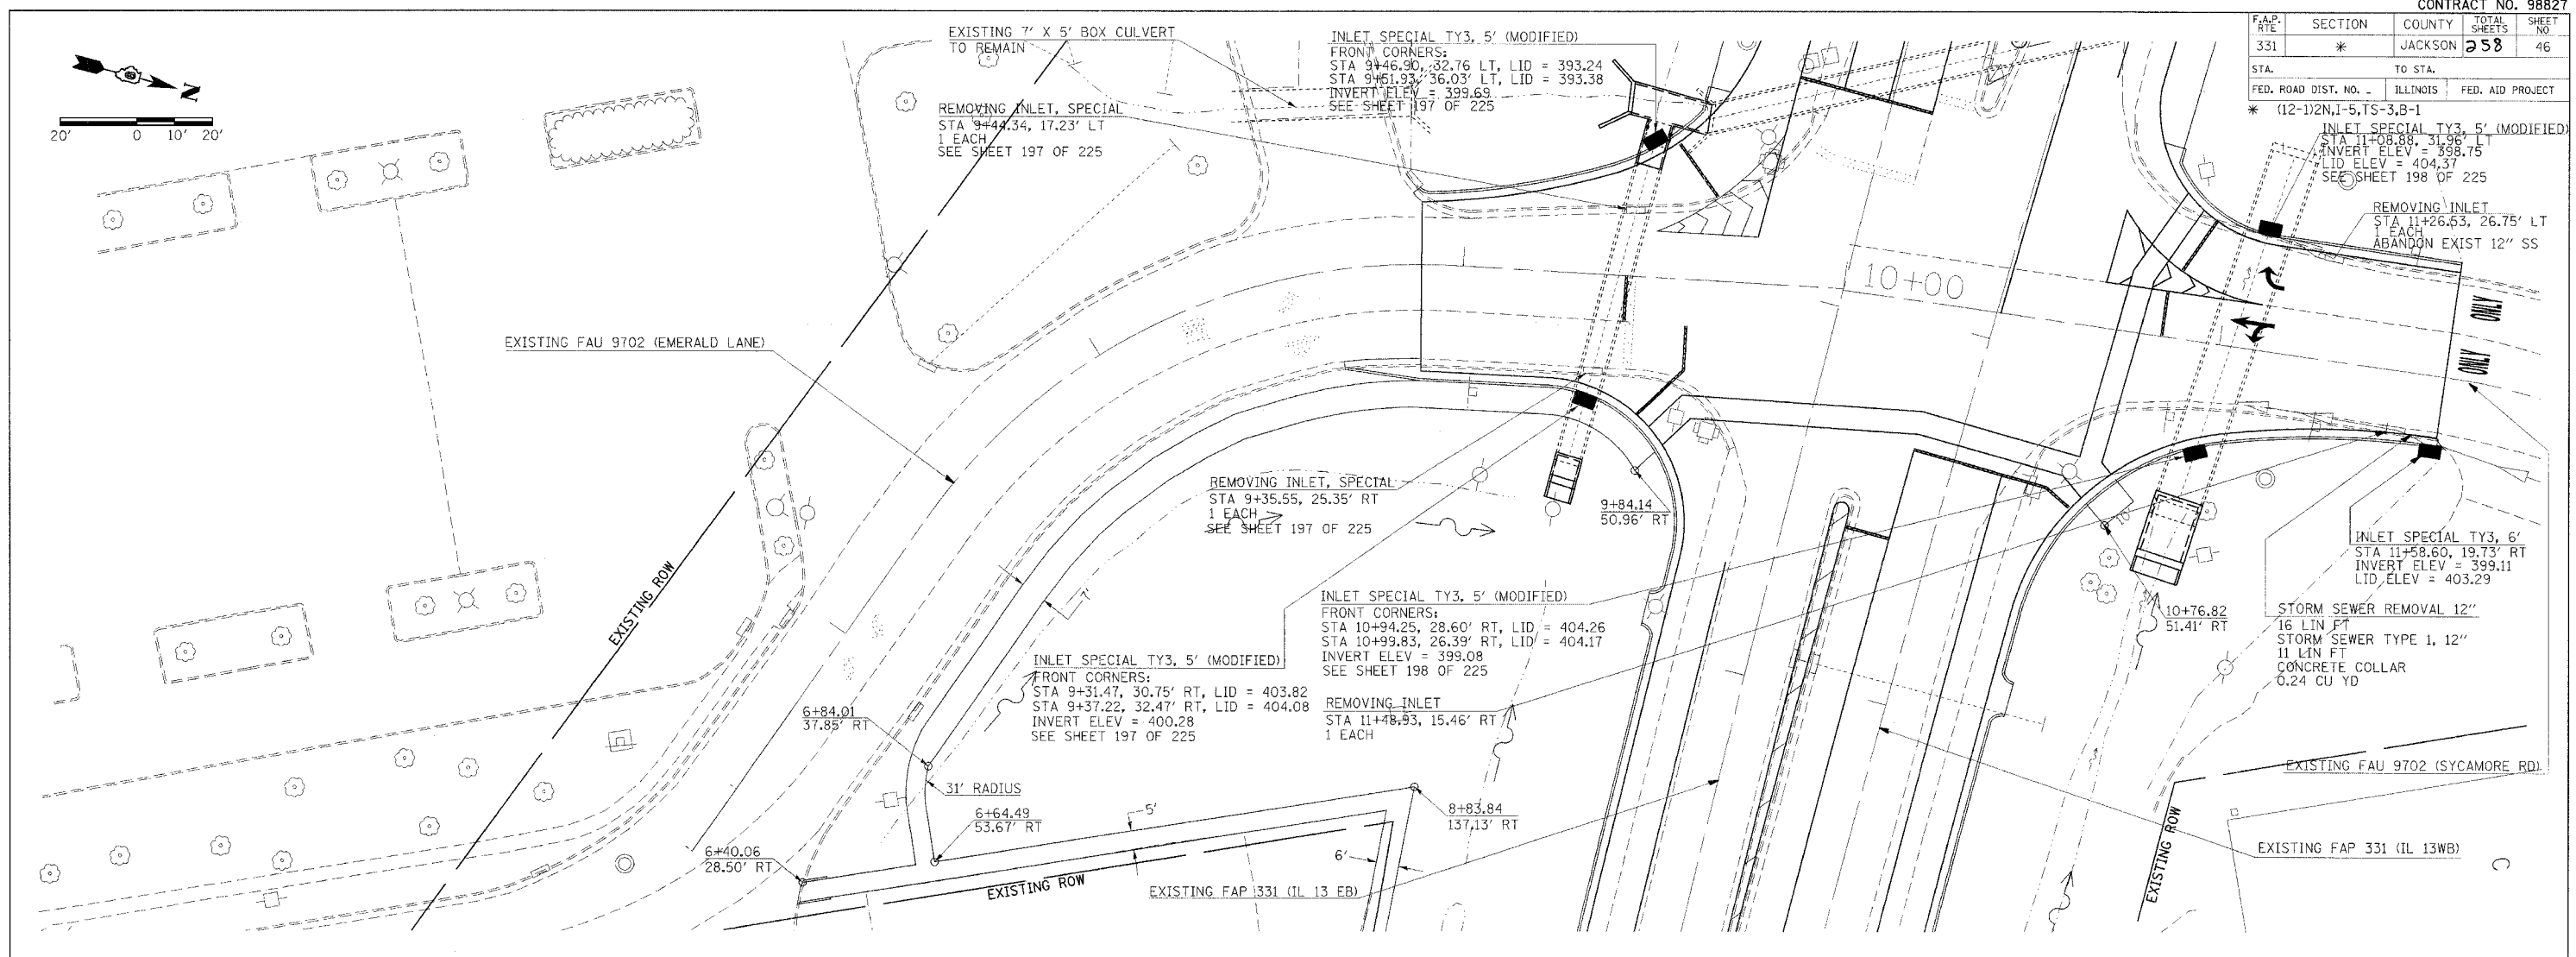 CONTRACT NO. 98827
F.A.P. RTE SECTION COUNTY TOTAL SHEETS SHEET NO
331 * JACKSON 258 46
STA. TO STA.
FED. ROAD DIST. NO. _ ILLINOIS FED. AID PROJECT
* (12-1)2N,I-5,TS-3,B-1
N
20' 0 10' 20'
EXISTING 7' X 5' BOX CULVERT
TO REMAIN
REMOVING INLET, SPECIAL
STA 9+44.34, 17.23' LT
1 EACH
SEE SHEET 197 OF 225
INLET SPECIAL TY3, 5' (MODIFIED)
FRONT CORNERS:
STA 9+46.90, 32.76 LT, LID = 393.24
STA 9+51.93, 36.03' LT, LID = 393.38
INVERT ELEV = 399.69
SEE SHEET 197 OF 225
INLET SPECIAL TY3, 5' (MODIFIED)
STA 11+08.88, 31.96' LT
INVERT ELEV = 398.75
LID ELEV = 404.37
SEE SHEET 198 OF 225
REMOVING INLET
STA 11+26.53, 26.75' LT
1 EACH
ABANDON EXIST 12" SS
10+00
ONLY
ONLY
EXISTING FAU 9702 (EMERALD LANE)
EXISTING ROW
REMOVING INLET, SPECIAL
STA 9+35.55, 25.35' RT
1 EACH
SEE SHEET 197 OF 225
9+84.14
50.96' RT
10'
7'
INLET SPECIAL TY3, 6'
STA 11+58.60, 19.73' RT
INVERT ELEV = 399.11
LID ELEV = 403.29
INLET SPECIAL TY3, 5' (MODIFIED)
FRONT CORNERS:
STA 10+94.25, 28.60' RT, LID = 404.26
STA 10+99.83, 26.39' RT, LID = 404.17
INVERT ELEV = 399.08
SEE SHEET 198 OF 225
10+76.82
51.41' RT
STORM SEWER REMOVAL 12"
16 LIN FT
STORM SEWER TYPE 1, 12"
11 LIN FT
CONCRETE COLLAR
0.24 CU YD
INLET SPECIAL TY3, 5' (MODIFIED)
FRONT CORNERS:
STA 9+31.47, 30.75' RT, LID = 403.82
STA 9+37.22, 32.47' RT, LID = 404.08
INVERT ELEV = 400.28
SEE SHEET 197 OF 225
REMOVING INLET
STA 11+48.93, 15.46' RT
1 EACH
6+84.01
37.85' RT
31' RADIUS
6+64.49
53.67' RT
5'
8+83.84
137.13' RT
6'
6+40.06
28.50' RT
EXISTING ROW
EXISTING FAP 331 (IL 13 EB)
EXISTING FAU 9702 (SYCAMORE RD)
EXISTING FAP 331 (IL 13WB)
EXISTING ROW